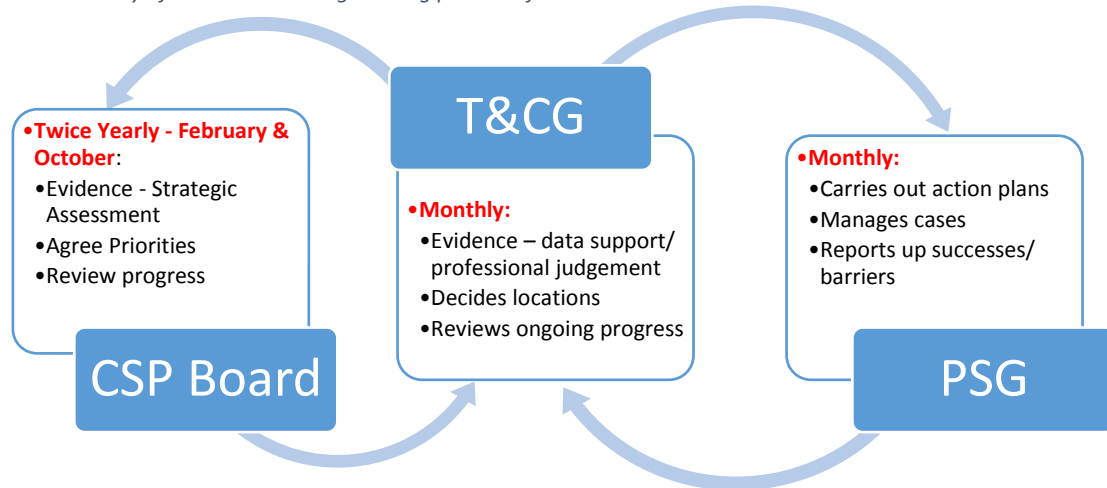 T&CG
•Twice Yearly - February &
October:
•Evidence - Strategic
Assessment
•Agree Priorities
•Review progress
CSP Board
•Monthly:
•Evidence – data support/
professional judgement
•Decides locations
•Reviews ongoing progress
•Monthly:
•Carries out action plans
•Manages cases
•Reports up successes/
barriers
PSG